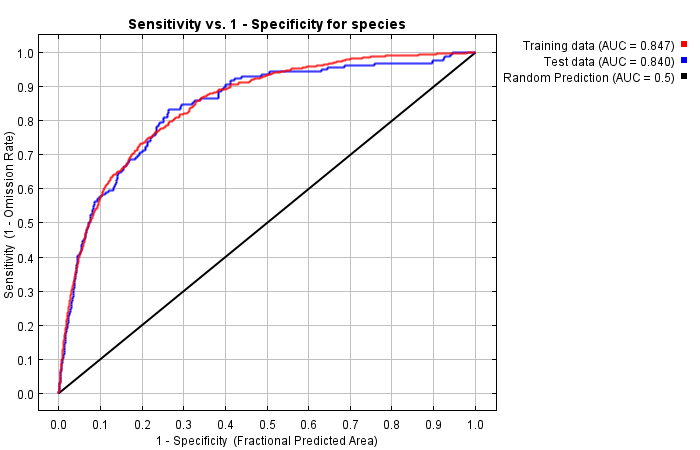 Sensitivity vs. 1 - Specificity for species
Training data (AUC = 0.847)
Test data (AUC = 0.840)
Random Prediction (AUC = 0.5)
Sensitivity (1 - Omission Rate)
1.0
0.9
0.8
0.7
0.6
0.5
0.4
0.3
0.2
0.1
0.0
0.0 0.1 0.2 0.3 0.4 0.5 0.6 0.7 0.8 0.9 1.0
1 - Specificity (Fractional Predicted Area)